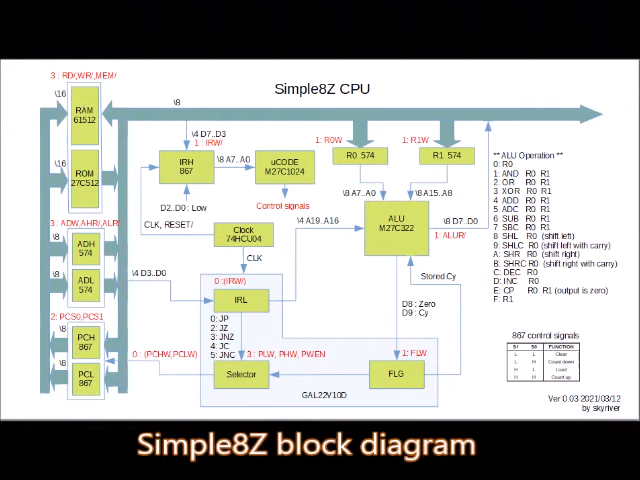 3 : RD/,WR/,MEM/
Simple8Z CPU
\16
\8
RAM
61512
\4 D7..D3
1 : IRW/
1: R0W
1: R1W
\16
ROM
27C512
IRH
867
\8 A7..A0
uCODE
M27C1024
R0 574
R1 574
** ALU Operation **
0: R0
1: AND R0 R1
2: OR R0 R1
3: XOR R0 R1
4: ADD R0 R1
5: ADC R0 R1
6: SUB R0 R1
7: SBC R0 R1
8: SHL R0 (shift left)
9: SHLC R0 (shift left with carry)
A: SHR R0 (shift right)
B: SHRC R0 (shift right with carry)
C: DEC R0
D: INC R0
E: CP R0 R1 (output is zero)
F: R1
\8 A7..A0
\8 A15..A8
D2..D0 : Low
Control signals
3 : ADW,AHR/,ALR/
CLK, RESET/
Clock
74HCU04
\4 A19..A16
ALU
M27C322
\8 D7..D0
1: ALUR/
\8
ADH
574
CLK
\8
ADL
574
\4 D3..D0
0 :(IRW/)
Stored Cy
IRL
D8 : Zero
D9 : Cy
2: PCS0,PCS1
0: JP
1: JZ
2: JNZ
4: JC
5: JNC
\8
PCH
867
0 : (PCHW,PCLW)
3 : PLW, PHW, PWEN
1: FLW
\8
PCL
867
Selector
FLG
GAL22V10D
867 control signals
S1 S0 FUNCTION
L L Clear
L H Count down
H L Load
H H Count up
Ver 0.03 2021/03/12
by skyriver
Simple8Z block diagram